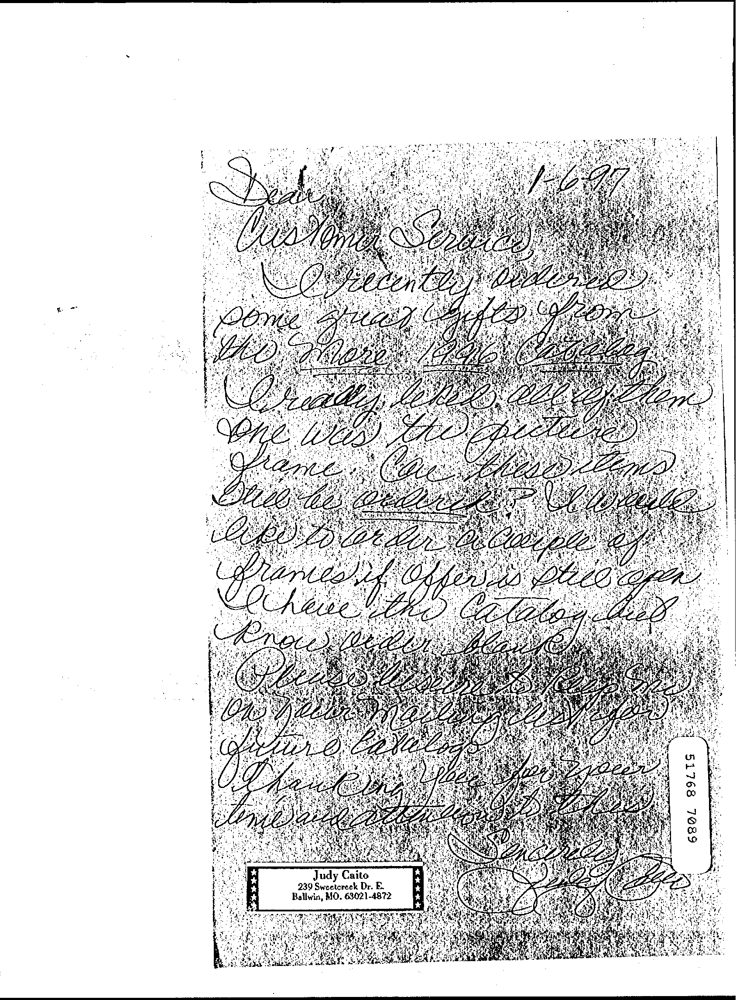 Dear 1-6-97
Customer Service,
I recently ordered
some great gifts from
the More 1996 Catalog
I really liked all of them
One was the picture
frame. Can these items
still be ordered? I would
like to order a couple of
frames if offer is still open
I have the Catalog but
know order blank
Please to keep me
on your mailing list for
future Catalogs
Thanking you for your
time and attention to this
Sincerely
Judy Caito
Judy Caito
239 Sweetcreek Dr. E.
Ballwin, MO. 63021-4872
51768 7089